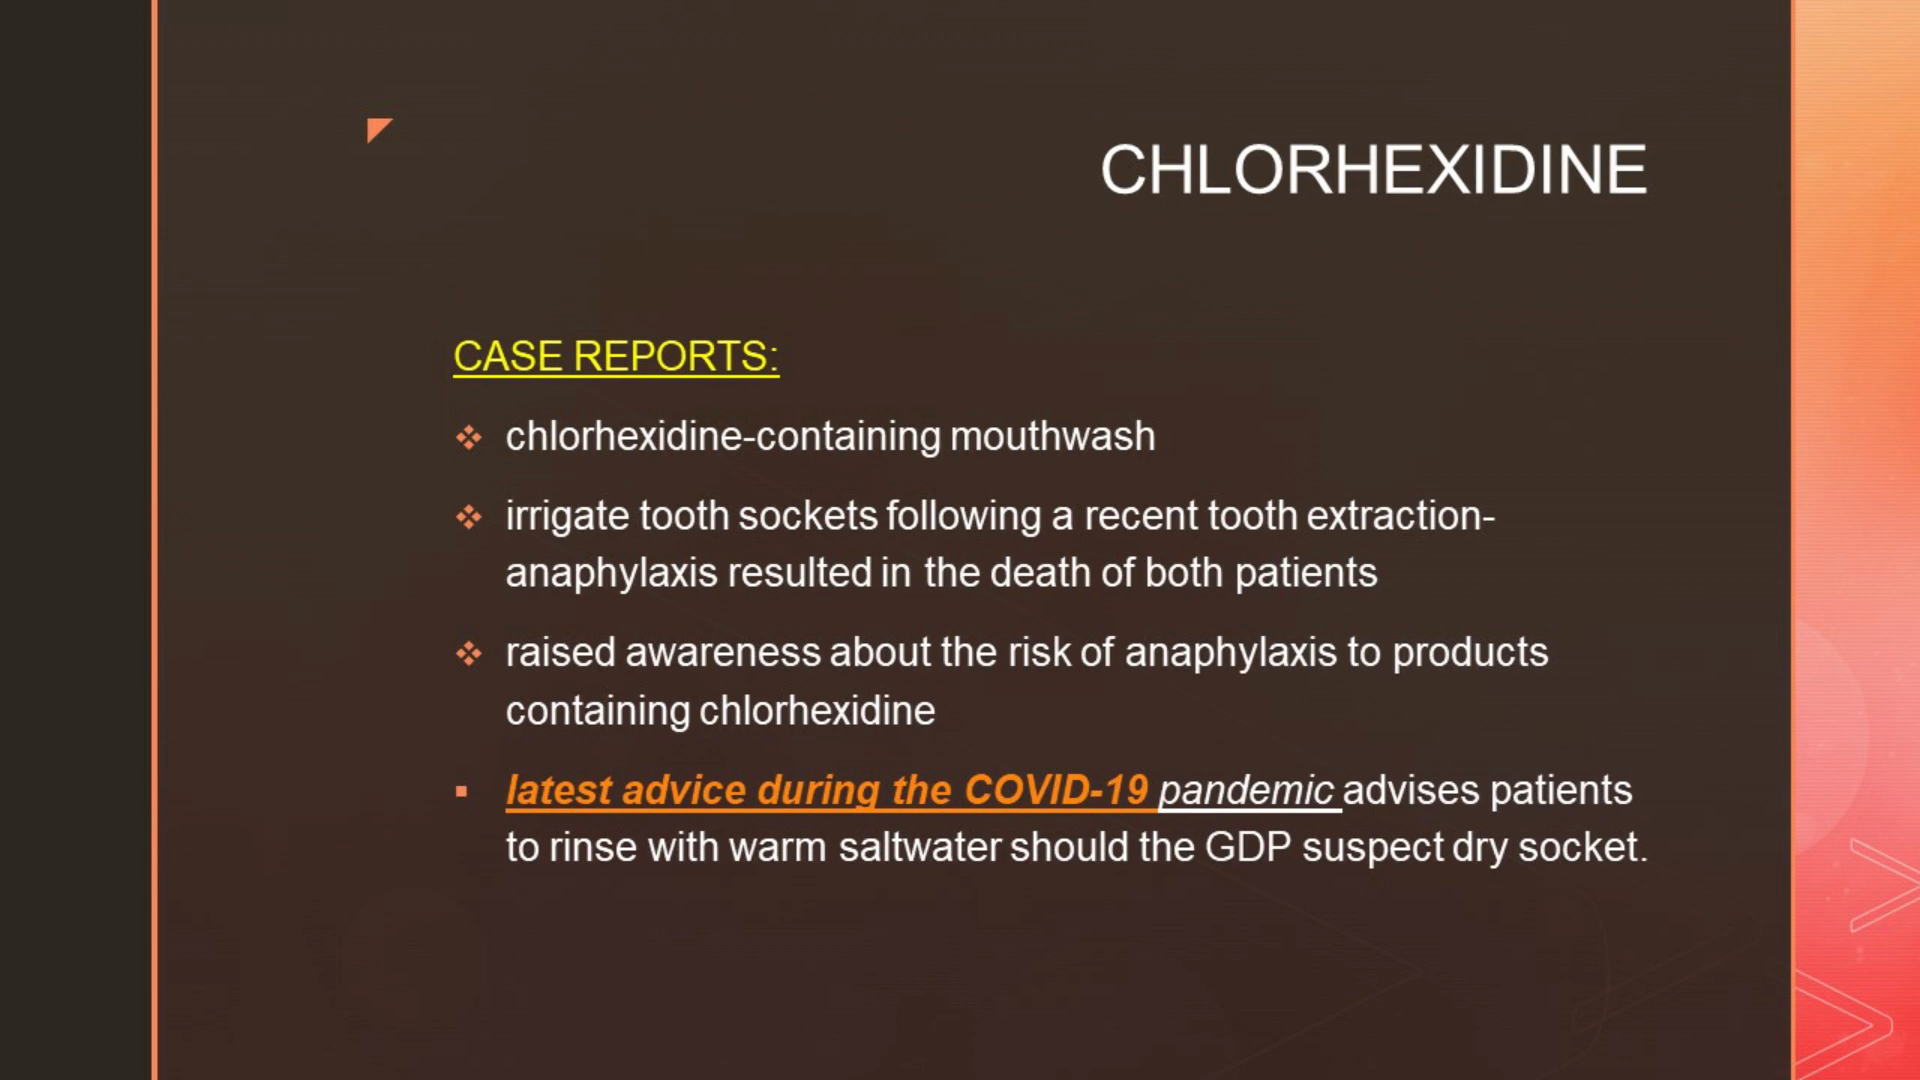 CHLORHEXIDINE
CASE REPORTS:
❖ chlorhexidine-containing mouthwash
❖ irrigate tooth sockets following a recent tooth extraction-
anaphylaxis resulted in the death of both patients
❖ raised awareness about the risk of anaphylaxis to products
containing chlorhexidine
▪ latest advice during the COVID-19 pandemic advises patients
to rinse with warm saltwater should the GDP suspect dry socket.